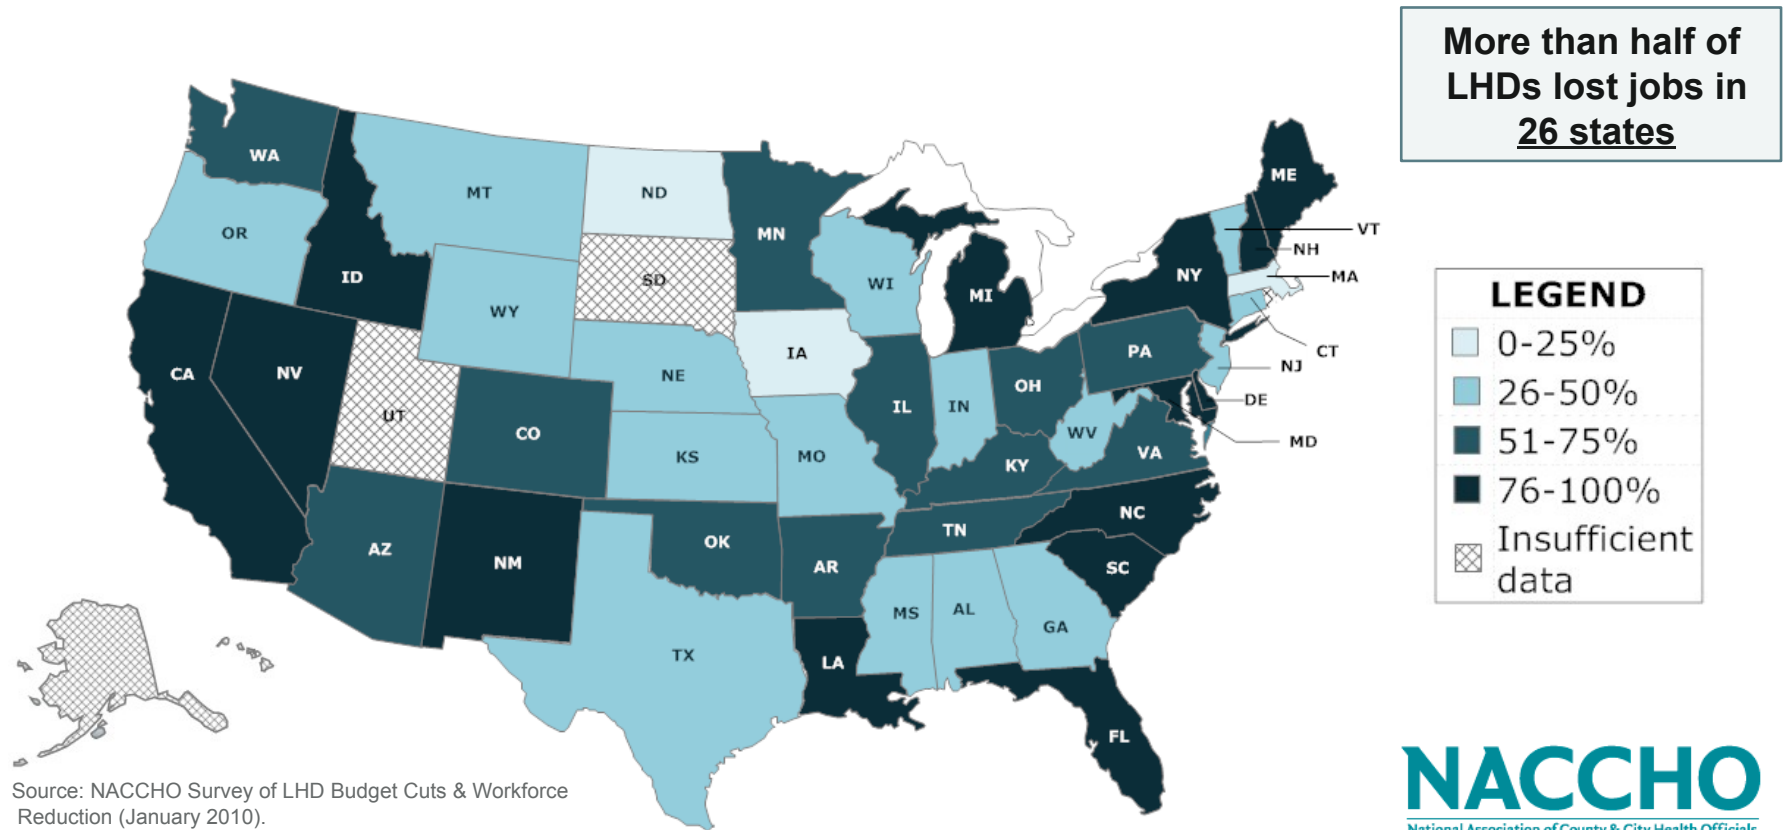 More than half of
LHDs lost jobs in
26 states
WA
MT
ND
MN
OR
ID
SD
WI
WY
MI
NY
ME
VT
NH
MA
CT
NJ
DE
MD
CA
NV
UT
CO
NE
IA
IL
IN
OH
PA
KS
MO
KY
WV
VA
AZ
NM
OK
AR
TN
NC
SC
TX
LA
MS
AL
GA
FL
LEGEND
0-25%
26-50%
51-75%
76-100%
Insufficient
data
Source: NACCHO Survey of LHD Budget Cuts & Workforce
Reduction (January 2010).
NACCHO
National Association of County & City Health Officials